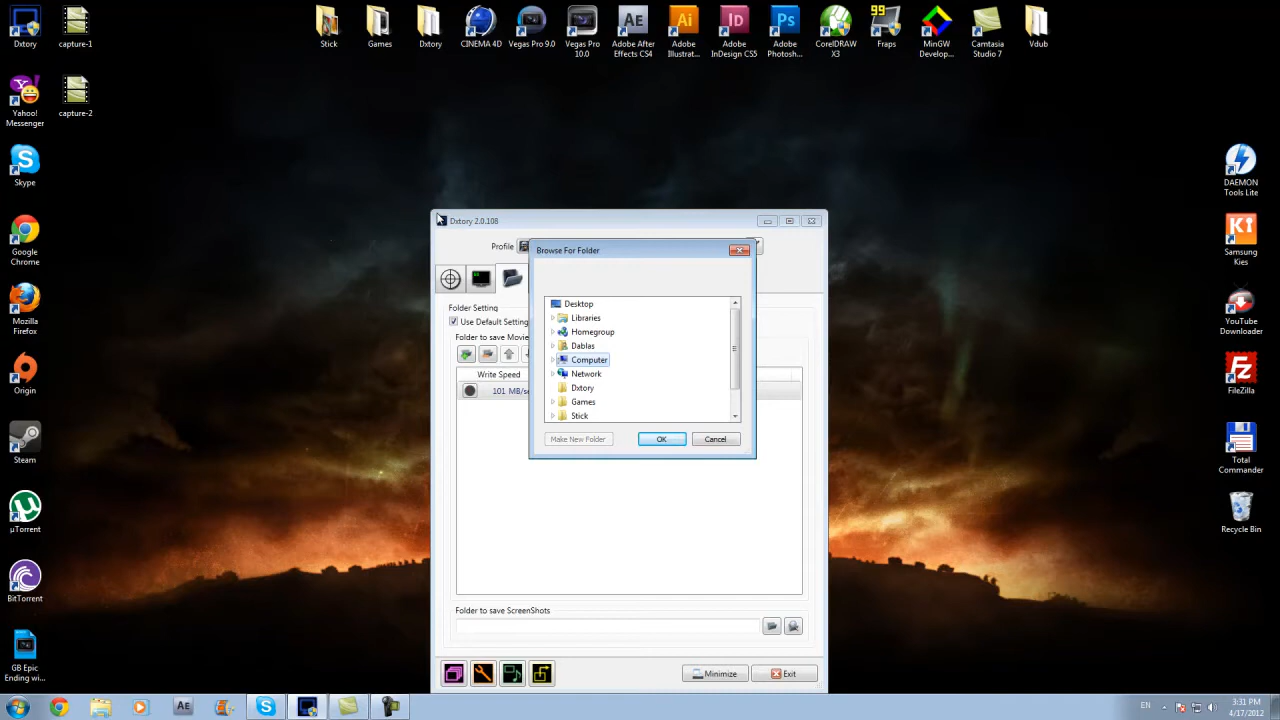 Dxtory
capture-1
Stick
Games
Dxtory
CINEMA 4D
Vegas Pro 9.0
Vegas Pro
10.0
Adobe After
Effects CS4
Adobe
Illustrat...
Adobe
InDesign CS5
Adobe
Photosh...
CorelDRAW
X3
99
Fraps
MinGW
Develop...
Camtasia
Studio 7
Vdub
Yahoo!
Messenger
capture-2
Skype
Google
Chrome
Mozilla
Firefox
Origin
Steam
µTorrent
BitTorrent
GB Epic
Ending wi...
DAEMON
Tools Lite
Samsung
Kies
YouTube
Downloader
FileZilla
Total
Commander
Recycle Bin
Dxtory 2.0.108
Profile
Folder Setting
Use Default Setting
Folder to save Movie
Write Speed
101 MB/se
Browse For Folder
Desktop
Libraries
Homegroup
Dablas
Computer
Network
Dxtory
Games
Stick
Make New Folder
OK
Cancel
Folder to save ScreenShots
Minimize
Exit
EN
3:31 PM
4/17/2012